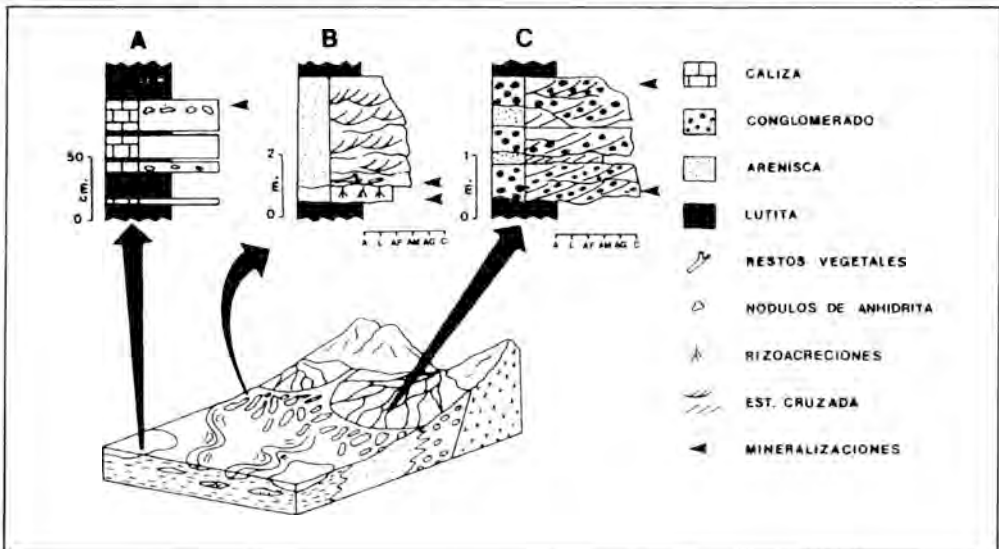 A
B
C
50
c m.
0
2
m.
0
1
m.
0
A L AF AM AG C
A L AF AM AG C
CALIZA
CONGLOMERADO
ARENISCA
LUTITA
RESTOS VEGETALES
NODULOS DE ANHIDRITA
RIZOACRECIONES
EST. CRUZADA
MINERALIZACIONES